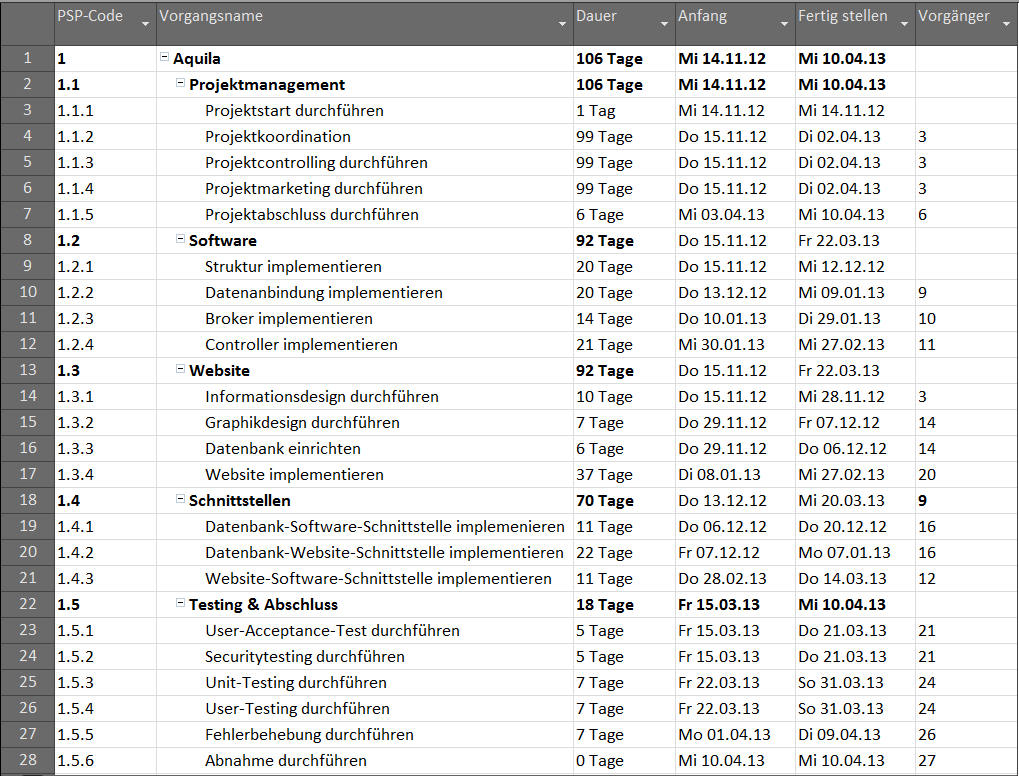 PSP-Code Vorgangsname Dauer Anfang Fertig stellen Vorgänger
1 1 Aquila 106 Tage Mi 14.11.12 Mi 10.04.13
2 1.1 Projektmanagement 106 Tage Mi 14.11.12 Mi 10.04.13
3 1.1.1 Projektstart durchführen 1 Tag Mi 14.11.12 Mi 14.11.12
4 1.1.2 Projektkoordination 99 Tage Do 15.11.12 Di 02.04.13 3
5 1.1.3 Projektcontrolling durchführen 99 Tage Do 15.11.12 Di 02.04.13 3
6 1.1.4 Projektmarketing durchführen 99 Tage Do 15.11.12 Di 02.04.13 3
7 1.1.5 Projektabschluss durchführen 6 Tage Mi 03.04.13 Mi 10.04.13 6
8 1.2 Software 92 Tage Do 15.11.12 Fr 22.03.13
9 1.2.1 Struktur implementieren 20 Tage Do 15.11.12 Mi 12.12.12
10 1.2.2 Datenanbindung implementieren 20 Tage Do 13.12.12 Mi 09.01.13 9
11 1.2.3 Broker implementieren 14 Tage Do 10.01.13 Di 29.01.13 10
12 1.2.4 Controller implementieren 21 Tage Mi 30.01.13 Mi 27.02.13 11
13 1.3 Website 92 Tage Do 15.11.12 Fr 22.03.13
14 1.3.1 Informationsdesign durchführen 10 Tage Do 15.11.12 Mi 28.11.12 3
15 1.3.2 Graphikdesign durchführen 7 Tage Do 29.11.12 Fr 07.12.12 14
16 1.3.3 Datenbank einrichten 6 Tage Do 29.11.12 Do 06.12.12 14
17 1.3.4 Website implementieren 37 Tage Di 08.01.13 Mi 27.02.13 20
18 1.4 Schnittstellen 70 Tage Do 13.12.12 Mi 20.03.13 9
19 1.4.1 Datenbank-Software-Schnittstelle implemenieren 11 Tage Do 06.12.12 Do 20.12.12 16
20 1.4.2 Datenbank-Website-Schnittstelle implementieren 22 Tage Fr 07.12.12 Mo 07.01.13 16
21 1.4.3 Website-Software-Schnittstelle implementieren 11 Tage Do 28.02.13 Do 14.03.13 12
22 1.5 Testing & Abschluss 18 Tage Fr 15.03.13 Mi 10.04.13
23 1.5.1 User-Acceptance-Test durchführen 5 Tage Fr 15.03.13 Do 21.03.13 21
24 1.5.2 Securitytesting durchführen 5 Tage Fr 15.03.13 Do 21.03.13 21
25 1.5.3 Unit-Testing durchführen 7 Tage Fr 22.03.13 So 31.03.13 24
26 1.5.4 User-Testing durchführen 7 Tage Fr 22.03.13 So 31.03.13 24
27 1.5.5 Fehlerbehebung durchführen 7 Tage Mo 01.04.13 Di 09.04.13 26
28 1.5.6 Abnahme durchführen 0 Tage Mi 10.04.13 Mi 10.04.13 27